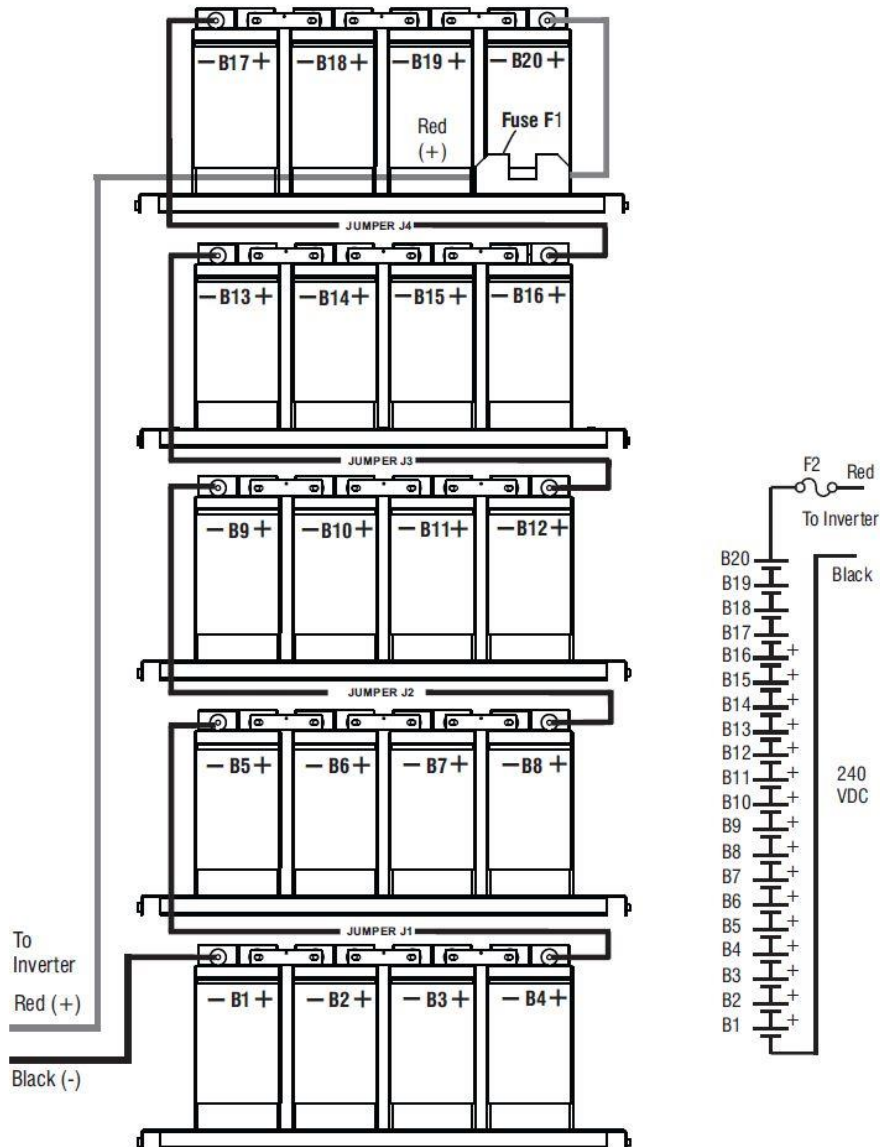 — B17 + — B18 + — B19 + — B20 +
Red
(+)
Fuse F1
JUMPER J4
— B13 + — B14 + — B15 + — B16 +
JUMPER J3
— B9 + — B10 + — B11 + — B12 +
JUMPER J2
— B5 + — B6 + — B7 + — B8 +
JUMPER J1
— B1 + — B2 + — B3 + — B4 +
To
Inverter
Red (+)
Black (-)
F2
Red
To Inverter
Black
B20
B19
B18
B17
B16 +
B15 +
B14 +
B13 +
B12 +
B11 +
B10 +
B9 +
B8 +
B7 +
B6 +
B5 +
B4 +
B3 +
B2 +
B1 +
240
VDC